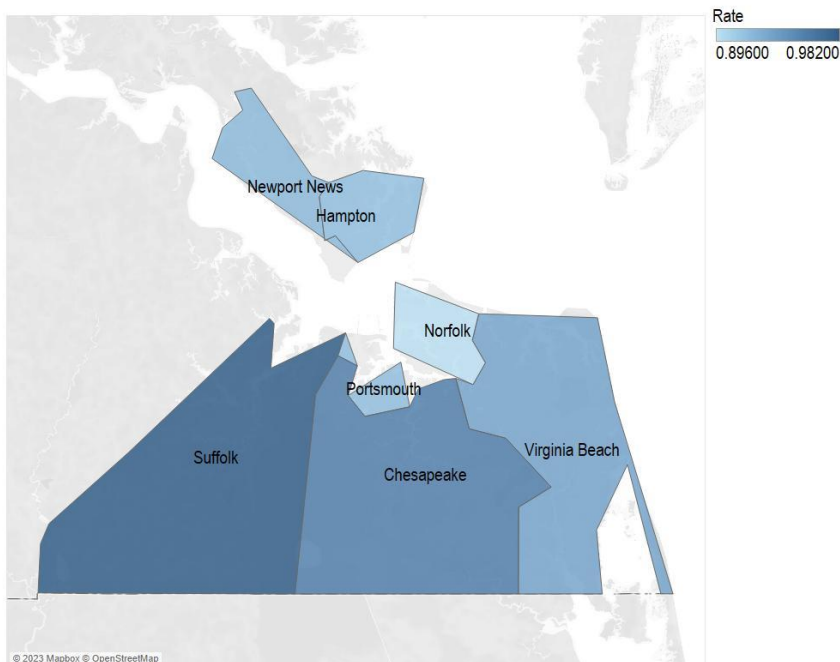 Rate
0.89600 0.98200
Newport News
Hampton
Norfolk
Portsmouth
Virginia Beach
Suffolk
Chesapeake
© 2023 Mapbox © OpenStreetMap